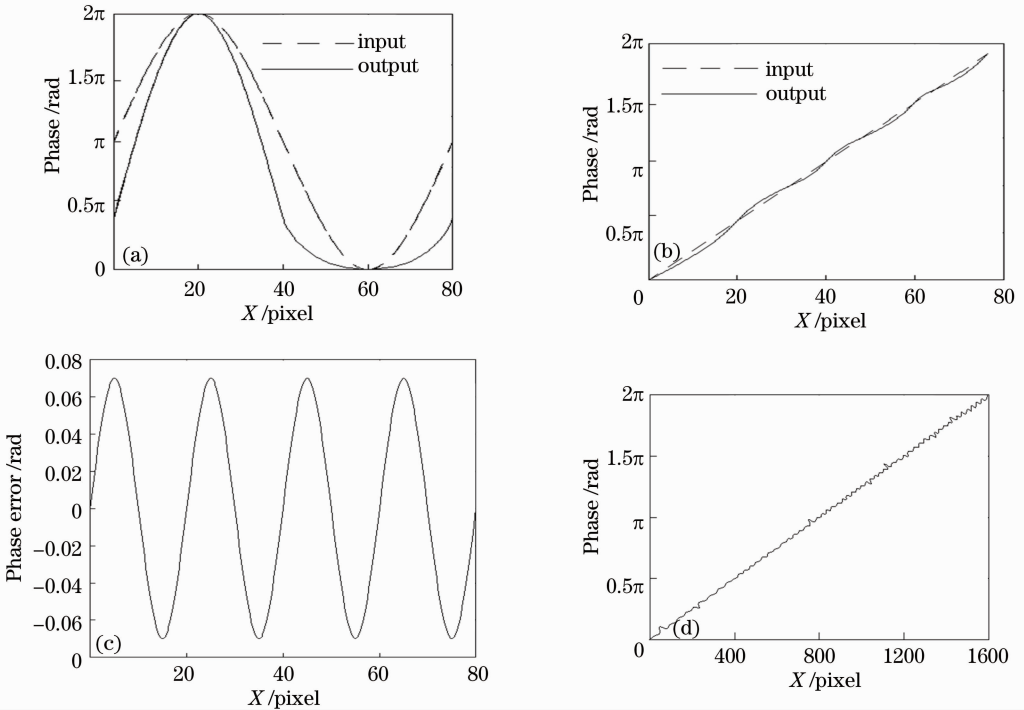 2π
1.5π
π
0.5π
0
Phase /rad
input
output
(a)
20
40
60
80
X /pixel
2π
1.5π
π
0.5π
0
Phase /rad
input
output
(b)
20
40
60
80
X /pixel
0.08
0.06
0.04
0.02
0
−0.02
−0.04
−0.06
0
Phase error /rad
(c)
20
40
60
80
X /pixel
2π
1.5π
π
0.5π
0
Phase /rad
(d)
400
800
1200
1600
X /pixel